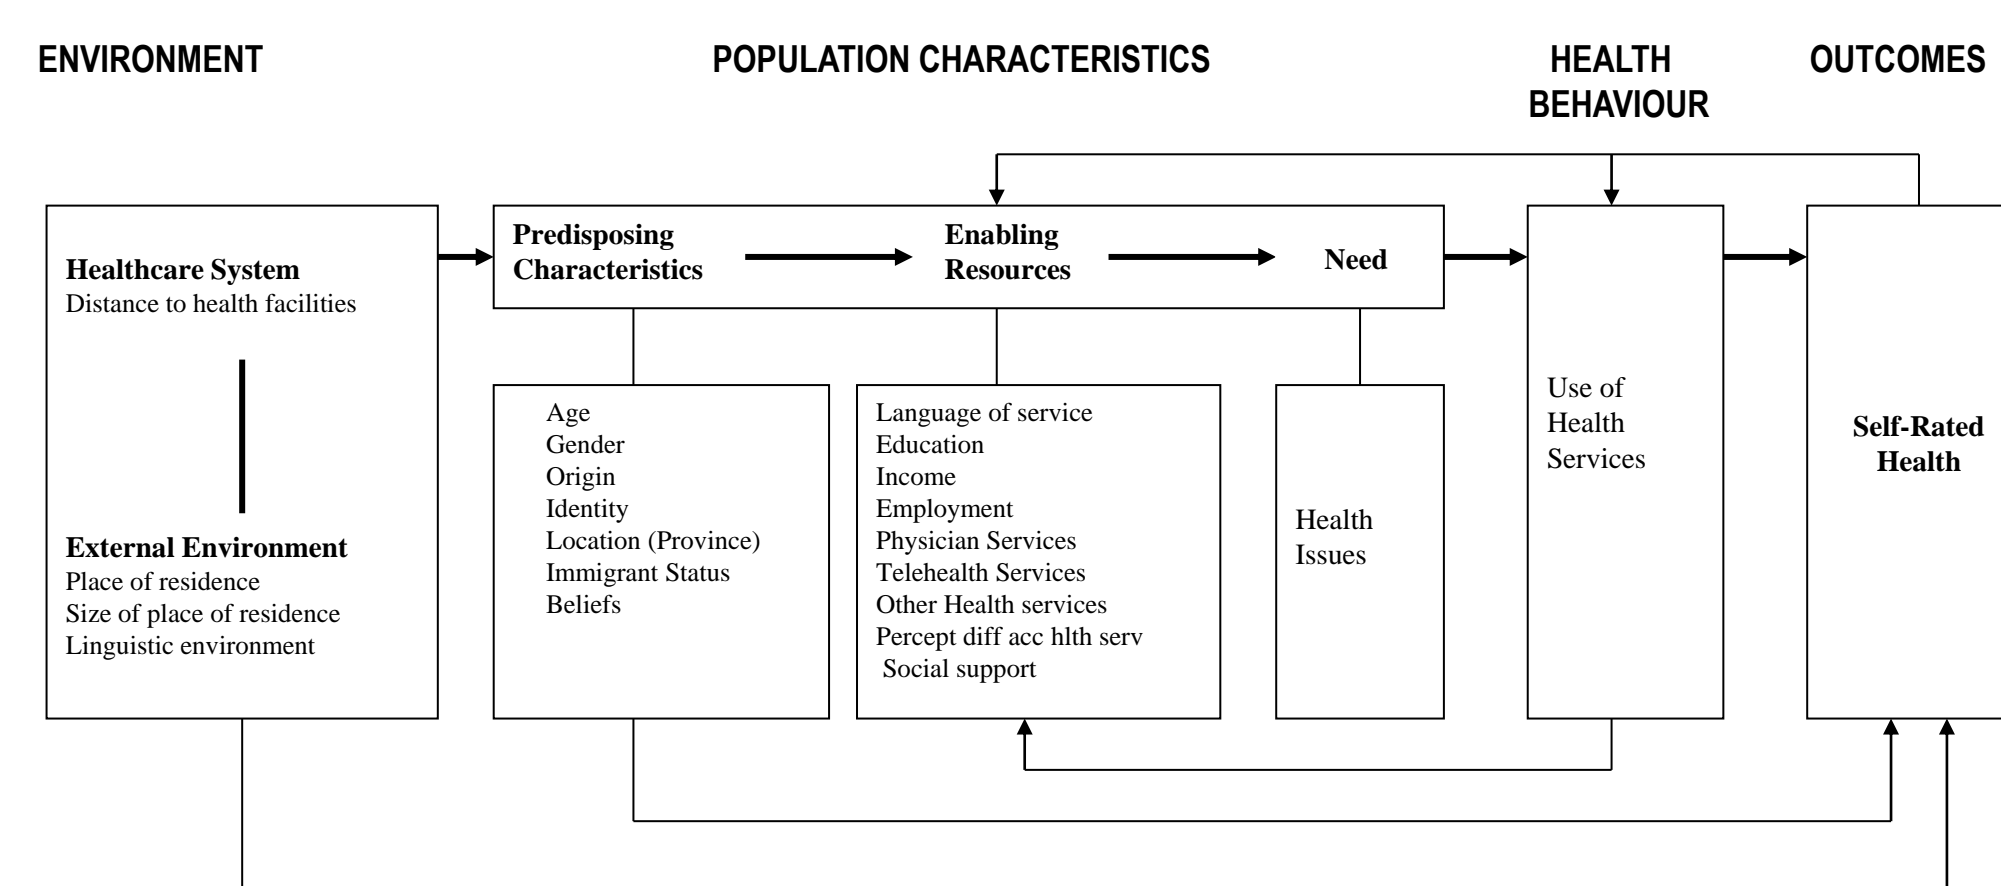 ENVIRONMENT
POPULATION CHARACTERISTICS
HEALTH
BEHAVIOUR
OUTCOMES
Healthcare System
Distance to health facilities
External Environment
Place of residence
Size of place of residence
Linguistic environment
Predisposing
Characteristics
Enabling
Resources
Need
Age
Gender
Origin
Identity
Location (Province)
Immigrant Status
Beliefs
Language of service
Education
Income
Employment
Physician Services
Telehealth Services
Other Health services
Percept diff acc hlth serv
Social support
Health
Issues
Use of
Health
Services
Self-Rated
Health